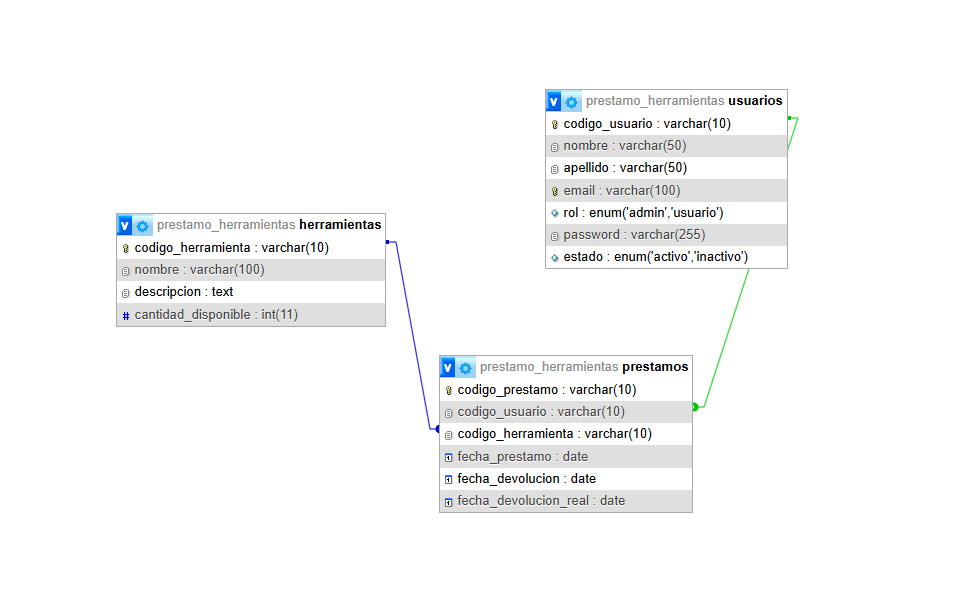 prestamo_herramientas usuarios
codigo_usuario : varchar(10)
nombre : varchar(50)
apellido : varchar(50)
email : varchar(100)
rol : enum('admin','usuario')
password : varchar(255)
estado : enum('activo','inactivo')
prestamo_herramientas herramientas
codigo_herramienta : varchar(10)
nombre : varchar(100)
descripcion : text
cantidad_disponible : int(11)
prestamo_herramientas prestamos
codigo_prestamo : varchar(10)
codigo_usuario : varchar(10)
codigo_herramienta : varchar(10)
fecha_prestamo : date
fecha_devolucion : date
fecha_devolucion_real : date